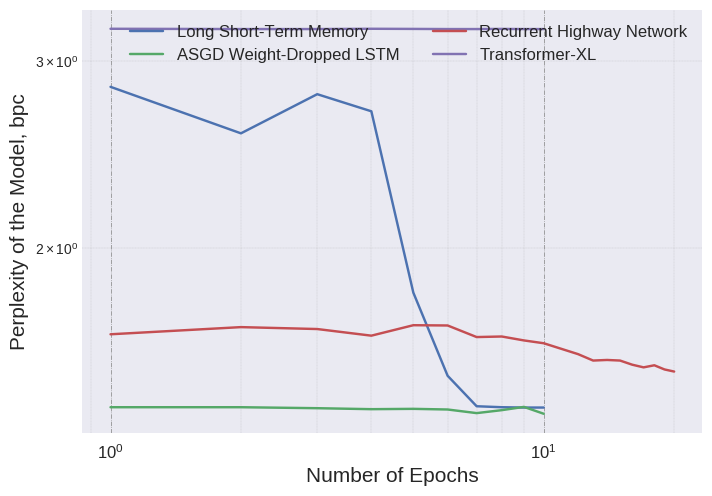 Long Short-Term Memory
ASGD Weight-Dropped LSTM
Recurrent Highway Network
Transformer-XL
Perplexity of the Model, bpc
3 × 10⁰
2 × 10⁰
10⁰
10¹
Number of Epochs